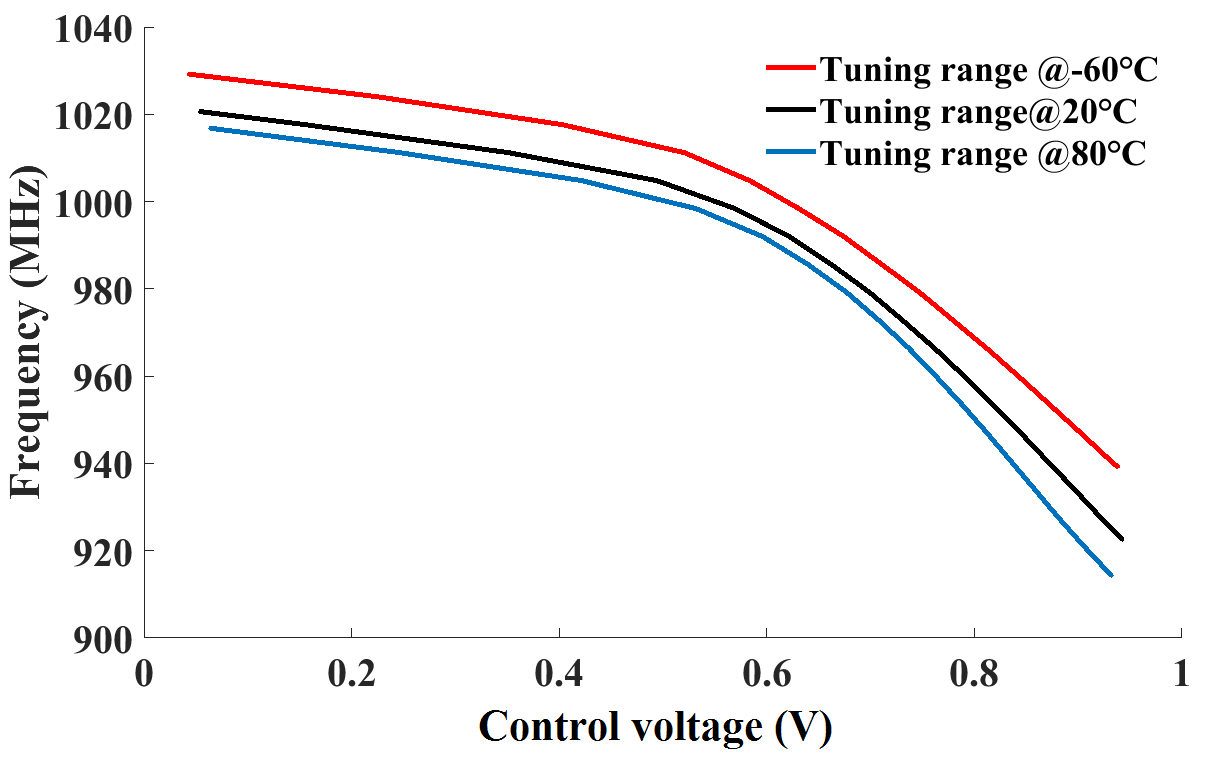 1040
1020
1000
980
960
940
920
900
0
0.2
0.4
0.6
0.8
1
Frequency (MHz)
Control voltage (V)
Tuning range @-60°C
Tuning range@20°C
Tuning range @80°C